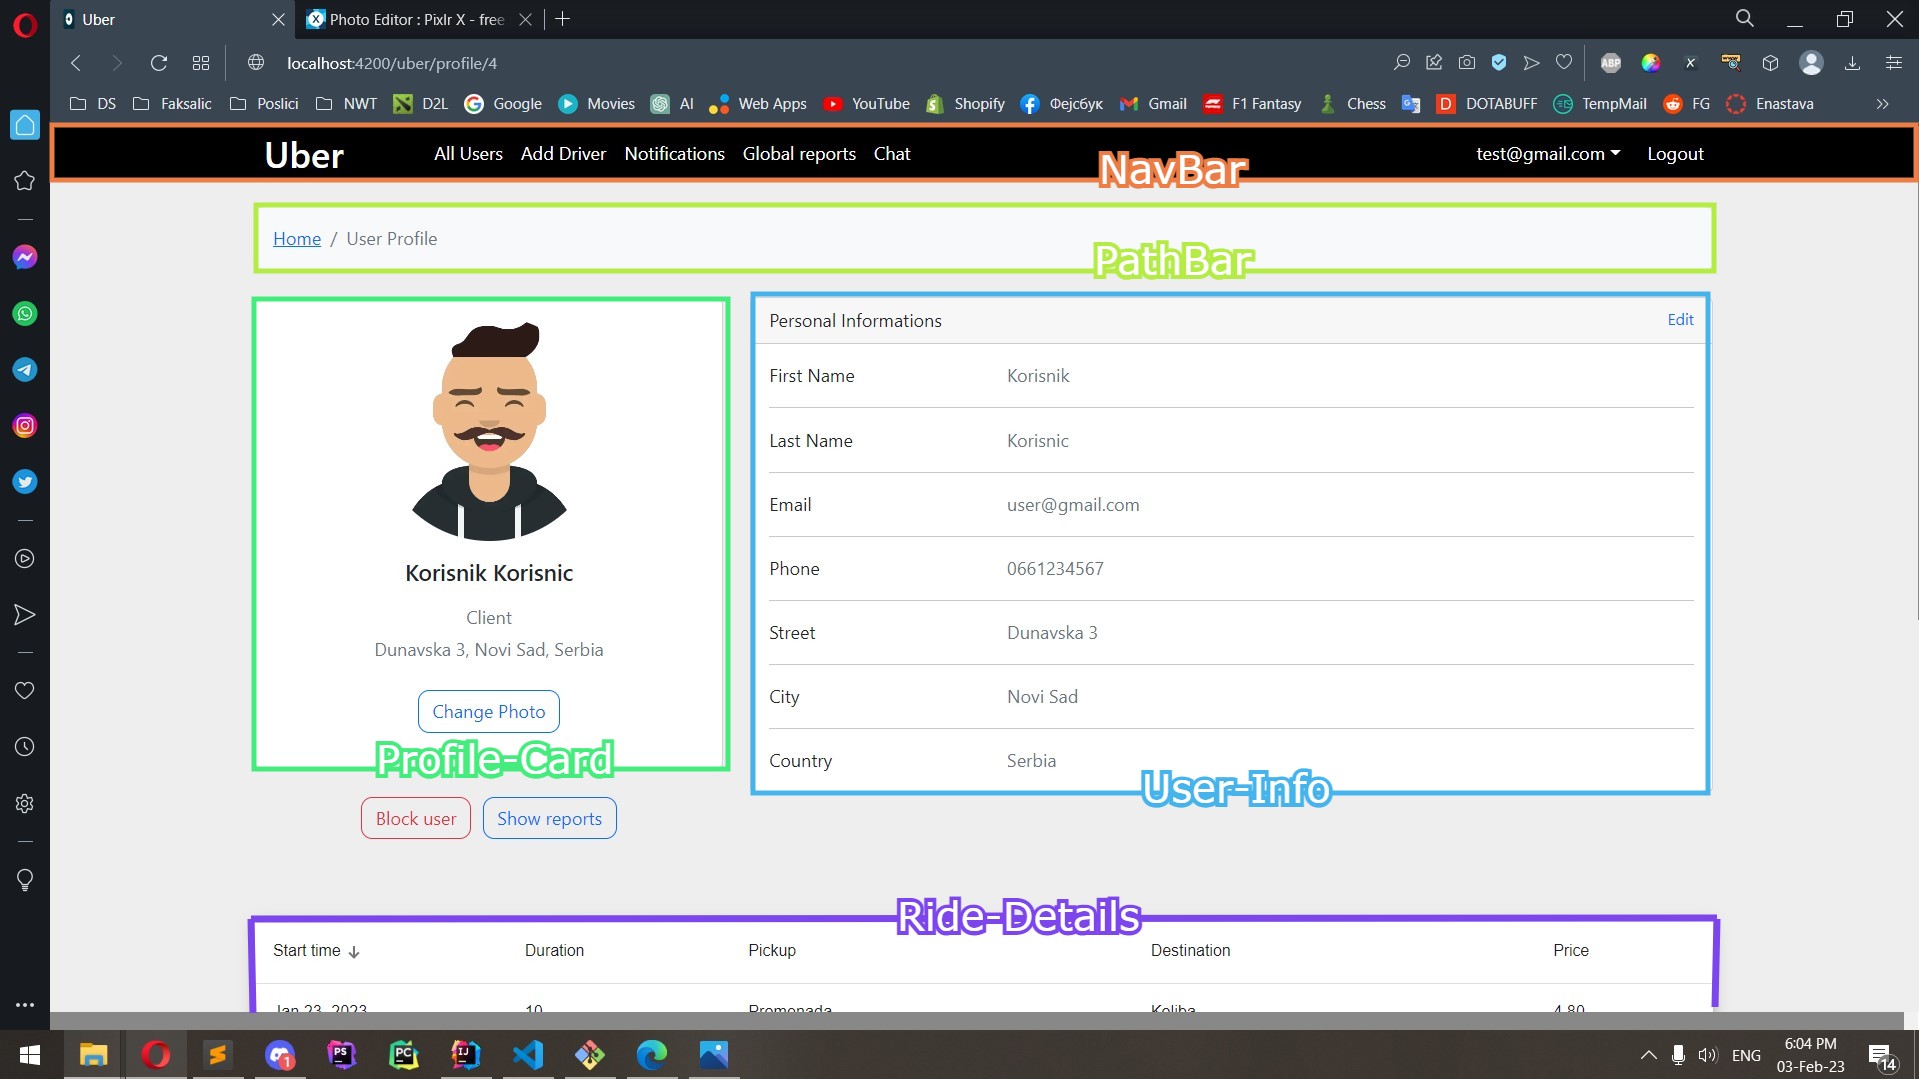 Uber
Photo Editor : Pixlr X - free
localhost:4200/uber/profile/4
ABP
DS Faksalic Poslici NWT D2L Google Movies AI Web Apps YouTube Shopify Фејсбук Gmail F1 Fantasy Chess DOTABUFF TempMail FG Enastava
Uber All Users Add Driver Notifications Global reports Chat test@gmail.com Logout
NavBar
Home / User Profile
PathBar
Personal Informations Edit
First Name Korisnik
Last Name Korisnic
Email user@gmail.com
Phone 0661234567
Street Dunavska 3
City Novi Sad
Country Serbia
User-Info
Korisnik Korisnic
Client
Dunavska 3, Novi Sad, Serbia
Change Photo
Profile-Card
Block user Show reports
Ride-Details
Start time Duration Pickup Destination Price
Jan 23, 2023 10 Promenada Koliba 4.80
1 PS PC IJ
ENG
6:04 PM
03-Feb-23
14